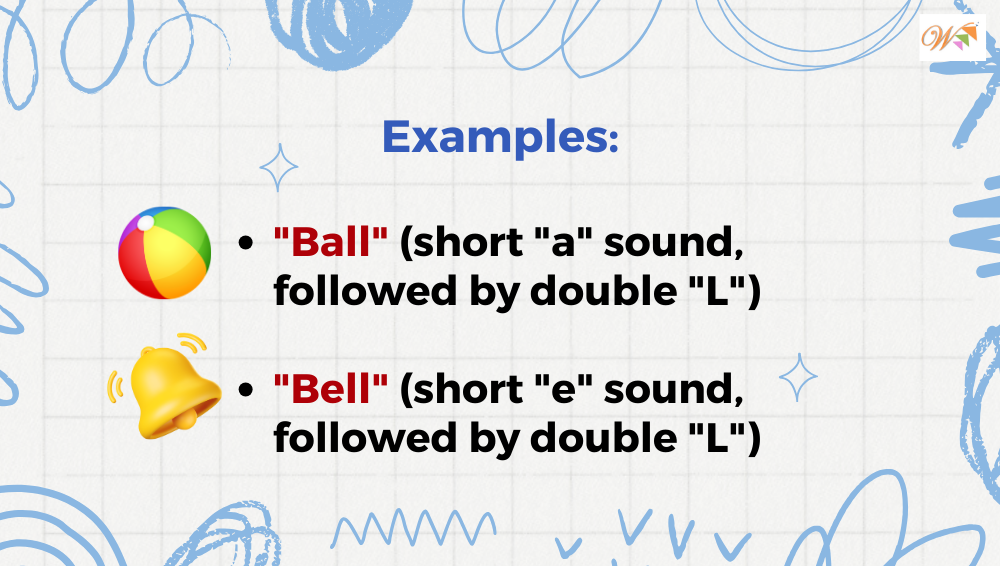 W
Examples:
• "Ball" (short "a" sound,
followed by double "L")
• "Bell" (short "e" sound,
followed by double "L")